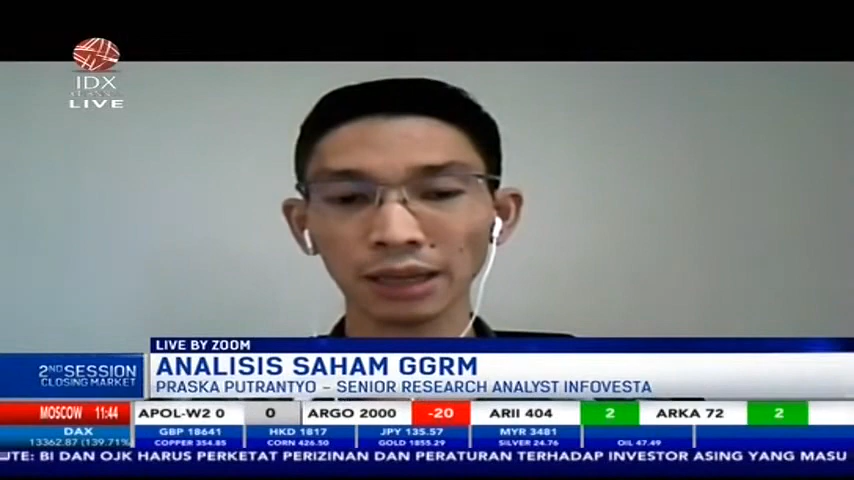 IDX
LIVE
LIVE BY ZOOM
2ND SESSION
CLOSING MARKET
ANALISIS SAHAM GGRM
PRASKA PUTRANTYO – SENIOR RESEARCH ANALYST INFOVESTA
MOSCOW 11:44 APOL-W2 0 0 ARGO 2000 -20 ARII 404 2 ARKA 72 2
DAX GBP 18641 HKD 1817 JPY 135.57 MYR 3481
13362.87 (139.71%) COPPER 354.85 CORN 426.50 GOLD 1855.29 SILVER 24.76 OIL 47.49
UTE: BI DAN OJK HARUS PERKETAT PERIZINAN DAN PERATURAN TERHADAP INVESTOR ASING YANG MASU